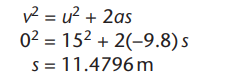 v² = u² + 2as
0² = 15² + 2(−9.8) s
s = 11.4796 m